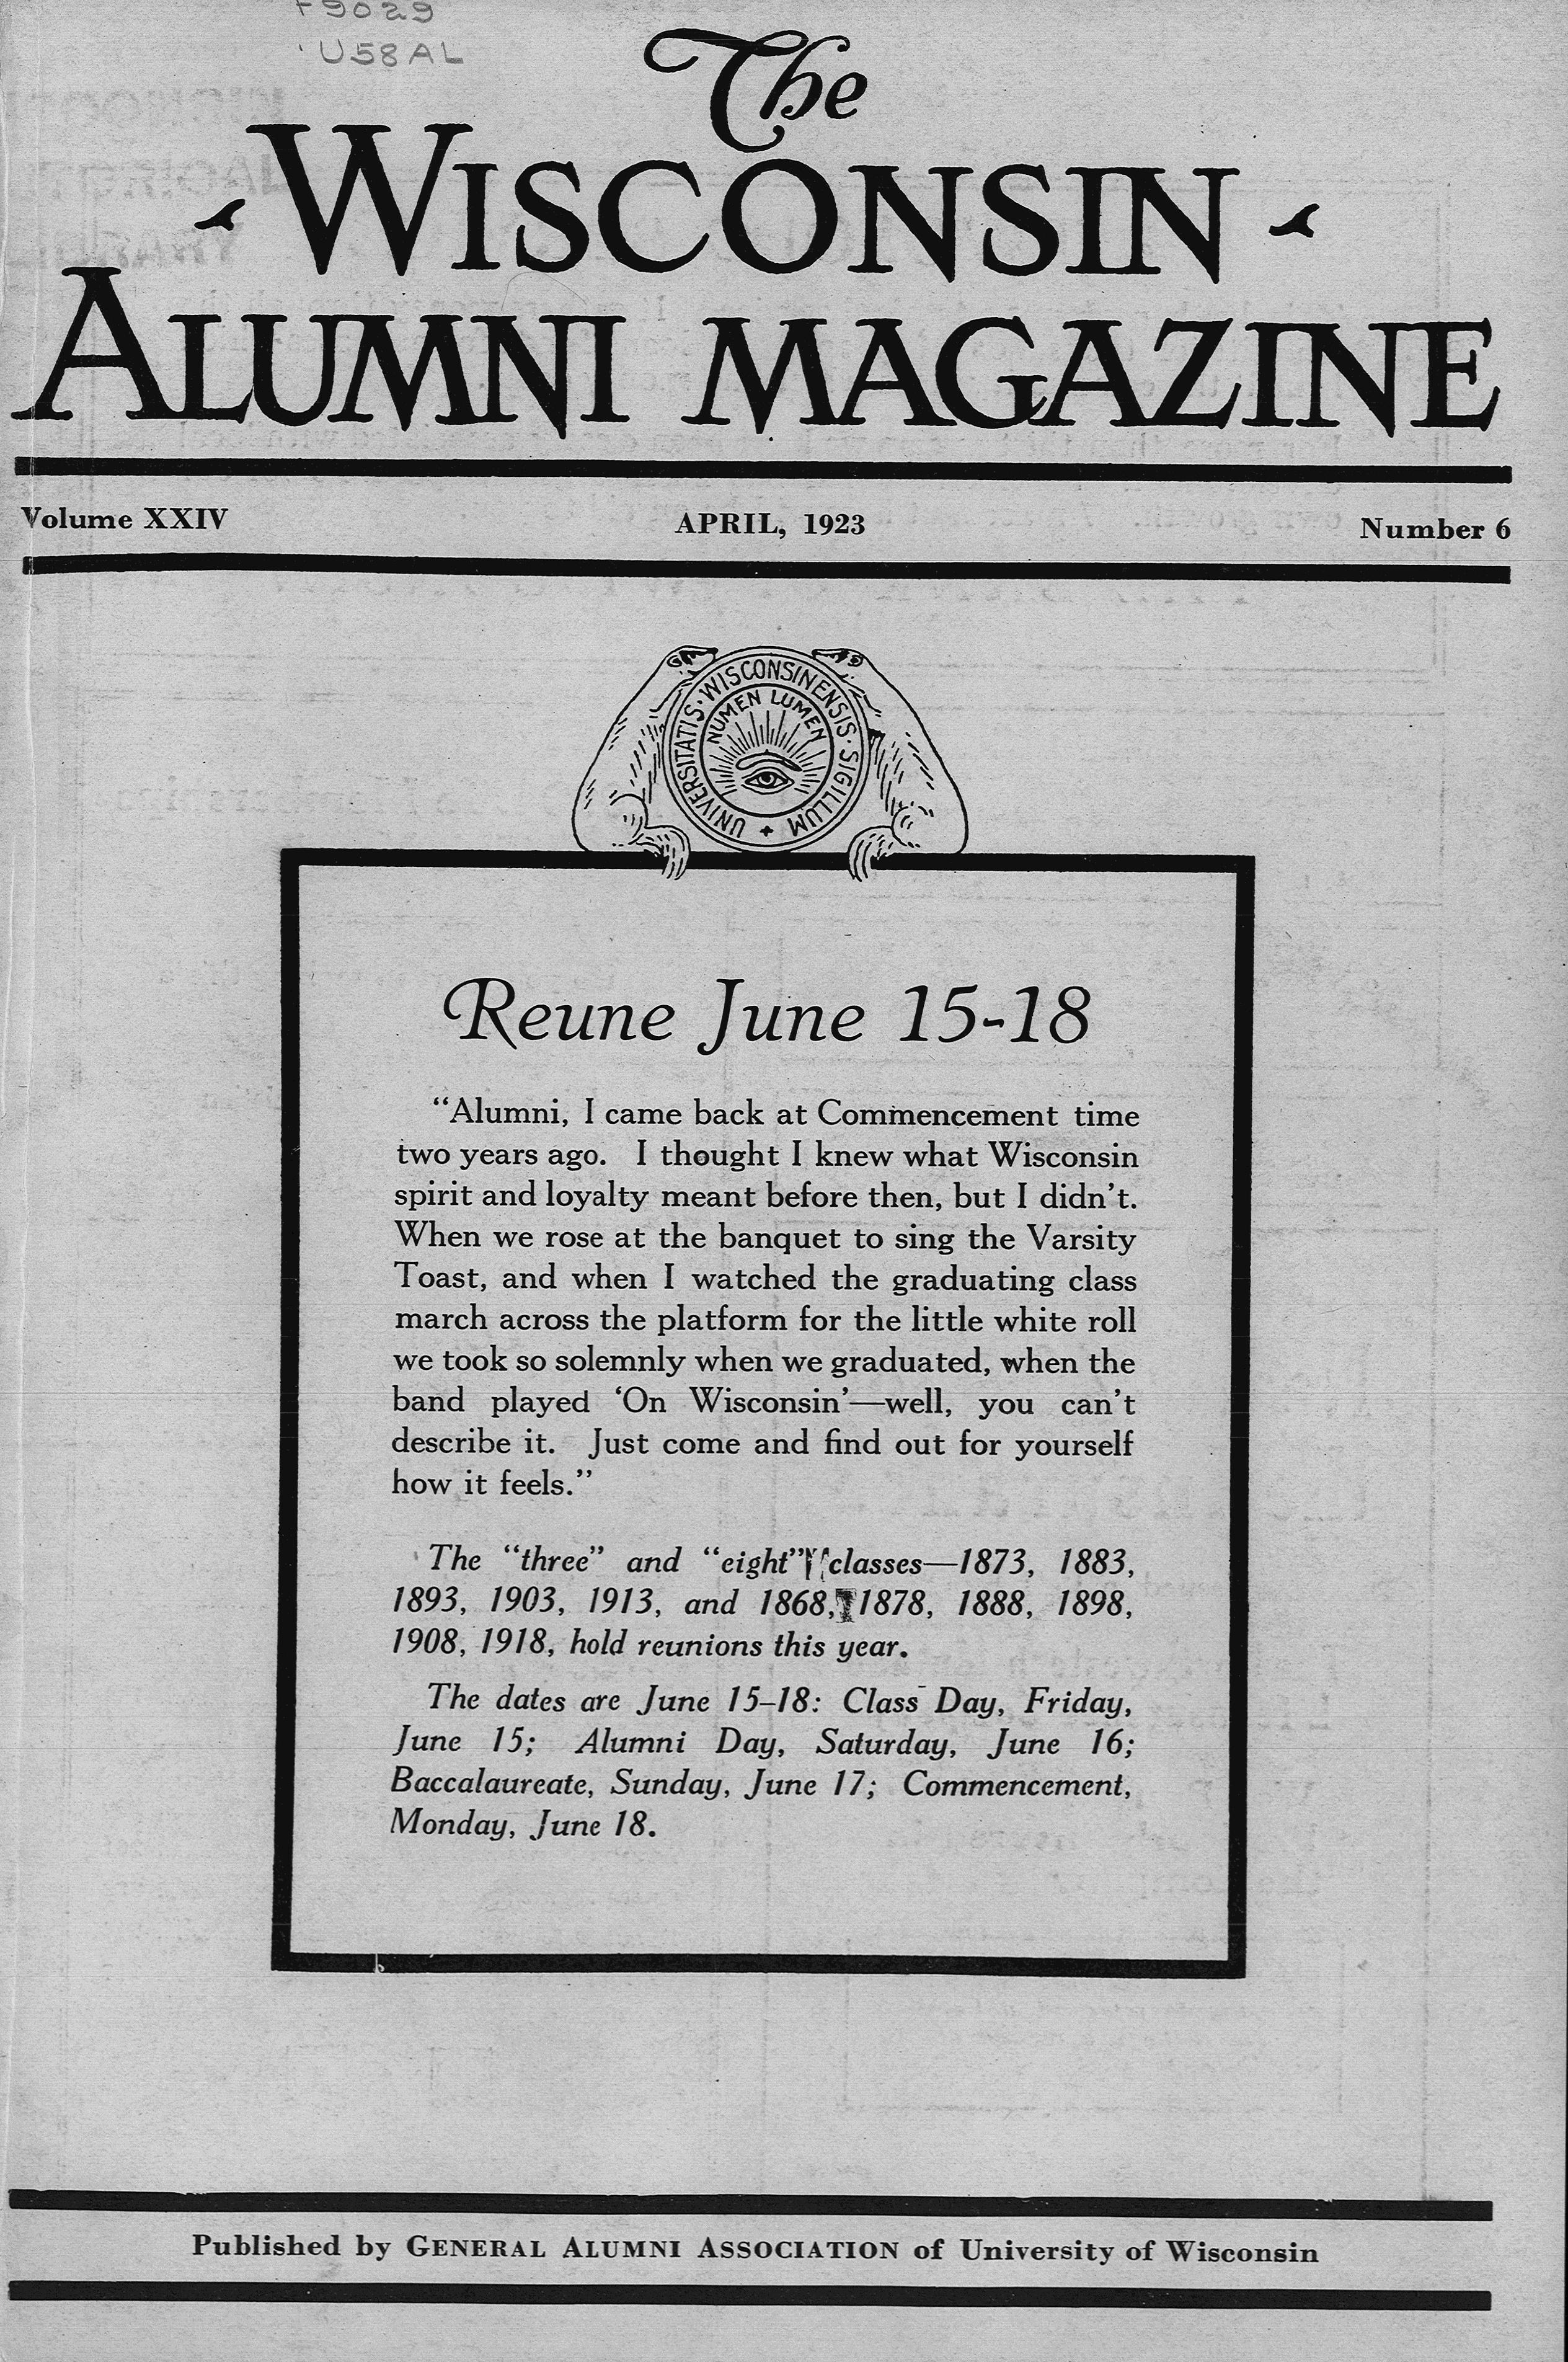 F9029
U58AL
The
WISCONSIN
ALUMNI MAGAZINE
Volume XXIV APRIL, 1923 Number 6
UNIVERSITATIS · WISCONSINENSIS · SIGILLUM
NUMEN LUMEN
Reune June 15-18
“Alumni, I came back at Commencement time
two years ago. I thought I knew what Wisconsin
spirit and loyalty meant before then, but I didn’t.
When we rose at the banquet to sing the Varsity
Toast, and when I watched the graduating class
march across the platform for the little white roll
we took so solemnly when we graduated, when the
band played ‘On Wisconsin’—well, you can’t
describe it. Just come and find out for yourself
how it feels.”
The “three” and “eight” classes—1873, 1883,
1893, 1903, 1913, and 1868, 1878, 1888, 1898,
1908, 1918, hold reunions this year.
The dates are June 15–18: Class Day, Friday,
June 15; Alumni Day, Saturday, June 16;
Baccalaureate, Sunday, June 17; Commencement,
Monday, June 18.
Published by GENERAL ALUMNI ASSOCIATION of University of Wisconsin